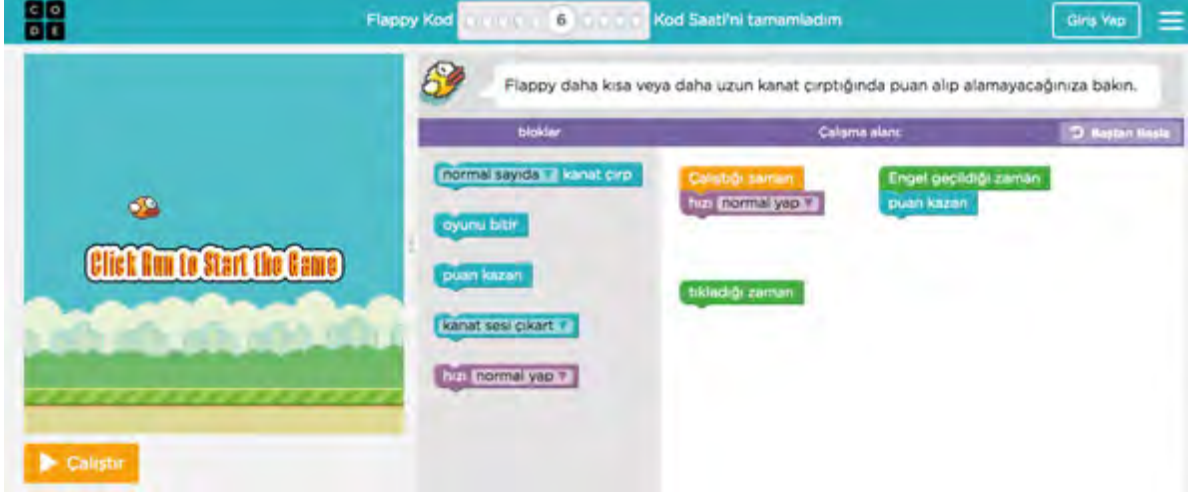 C O
D E
Flappy Kod
6
Kod Saati'ni tamamladım
Giriş Yap
Flappy daha kısa veya daha uzun kanat çırptığında puan alıp alamayacağınıza bakın.
bloklar
Çalışma alanı:
Baştan Başla
normal sayıda kanat çırp
oyunu bitir
puan kazan
kanat sesi çıkart
hızı normal yap
Çalıştığı zaman
hızı normal yap
Engel geçildiği zaman
puan kazan
tıkladığı zaman
Click Run to Start the Game
Çalıştır